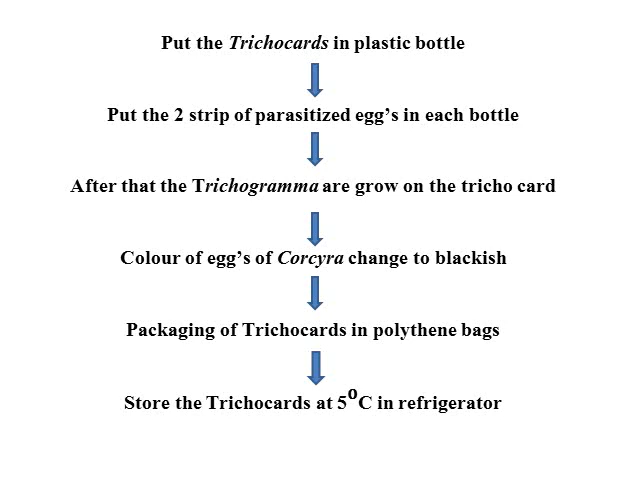 Put the Trichocards in plastic bottle
Put the 2 strip of parasitized egg's in each bottle
After that the Trichogramma are grow on the tricho card
Colour of egg's of Corcyra change to blackish
Packaging of Trichocards in polythene bags
Store the Trichocards at 5⁰C in refrigerator